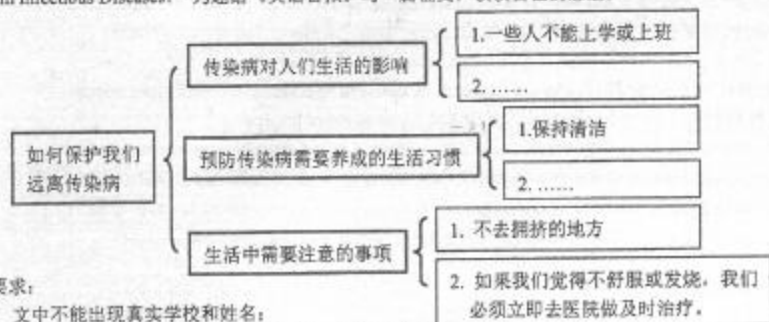 传染病对人们生活的影响
1.一些人不能上学或上班
2. ……
如何保护我们
远离传染病
预防传染病需要养成的生活习惯
1.保持清洁
2. ……
生活中需要注意的事项
1. 不去拥挤的地方
2. 如果我们觉得不舒服或发烧，我们
必须立即去医院做及时治疗。
要求：
文中不能出现真实学校和姓名；